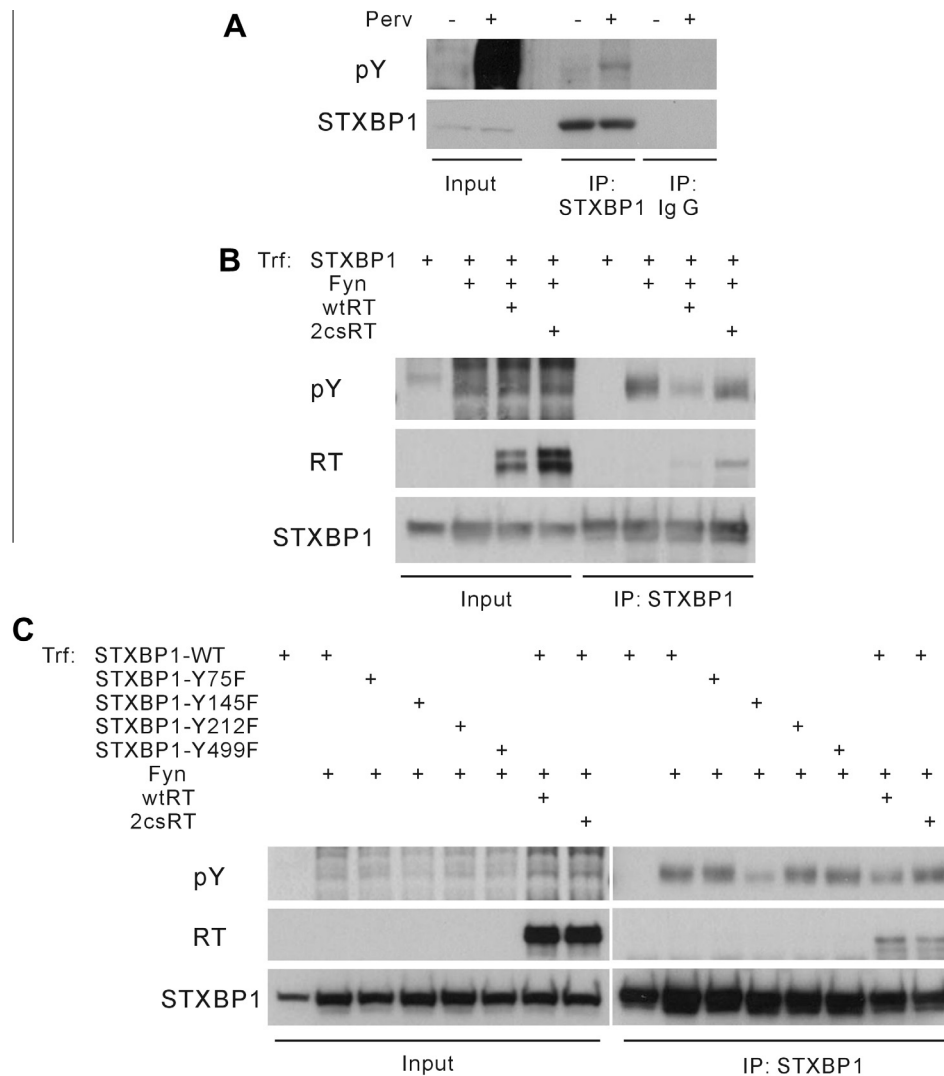 A
Perv - + - + - +
pY
STXBP1
Input IP: STXBP1 IP: Ig G
B
Trf: STXBP1 + + + + + + + +
Fyn + + + + + +
wtRT + +
2csRT + +
pY
RT
STXBP1
Input IP: STXBP1
C
Trf: STXBP1-WT + + + + + + + +
STXBP1-Y75F + +
STXBP1-Y145F + +
STXBP1-Y212F + +
STXBP1-Y499F + +
Fyn + + + + + + + + + + + + + +
wtRT + +
2csRT + +
pY
RT
STXBP1
Input IP: STXBP1